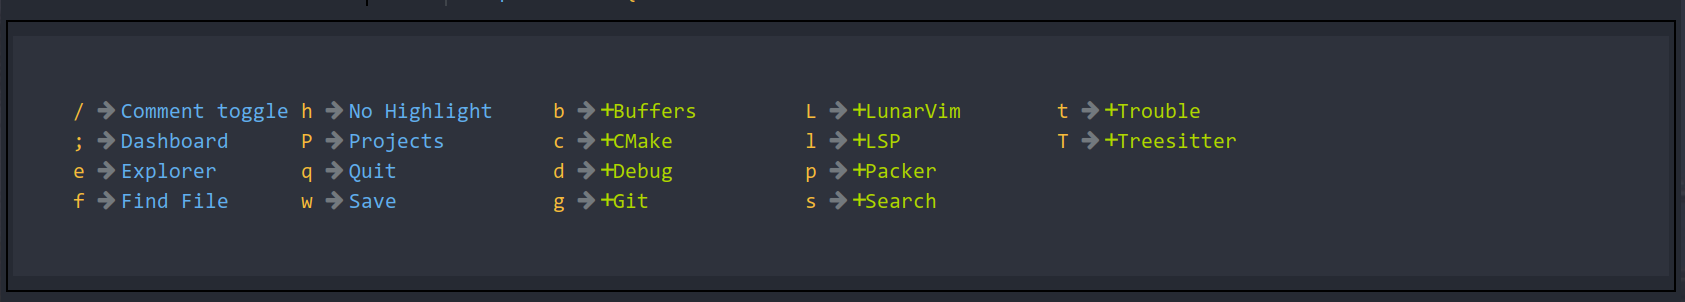 / ➔ Comment toggle h ➔ No Highlight b ➔ +Buffers L ➔ +LunarVim t ➔ +Trouble
; ➔ Dashboard P ➔ Projects c ➔ +CMake l ➔ +LSP T ➔ +Treesitter
e ➔ Explorer q ➔ Quit d ➔ +Debug p ➔ +Packer
f ➔ Find File w ➔ Save g ➔ +Git s ➔ +Search